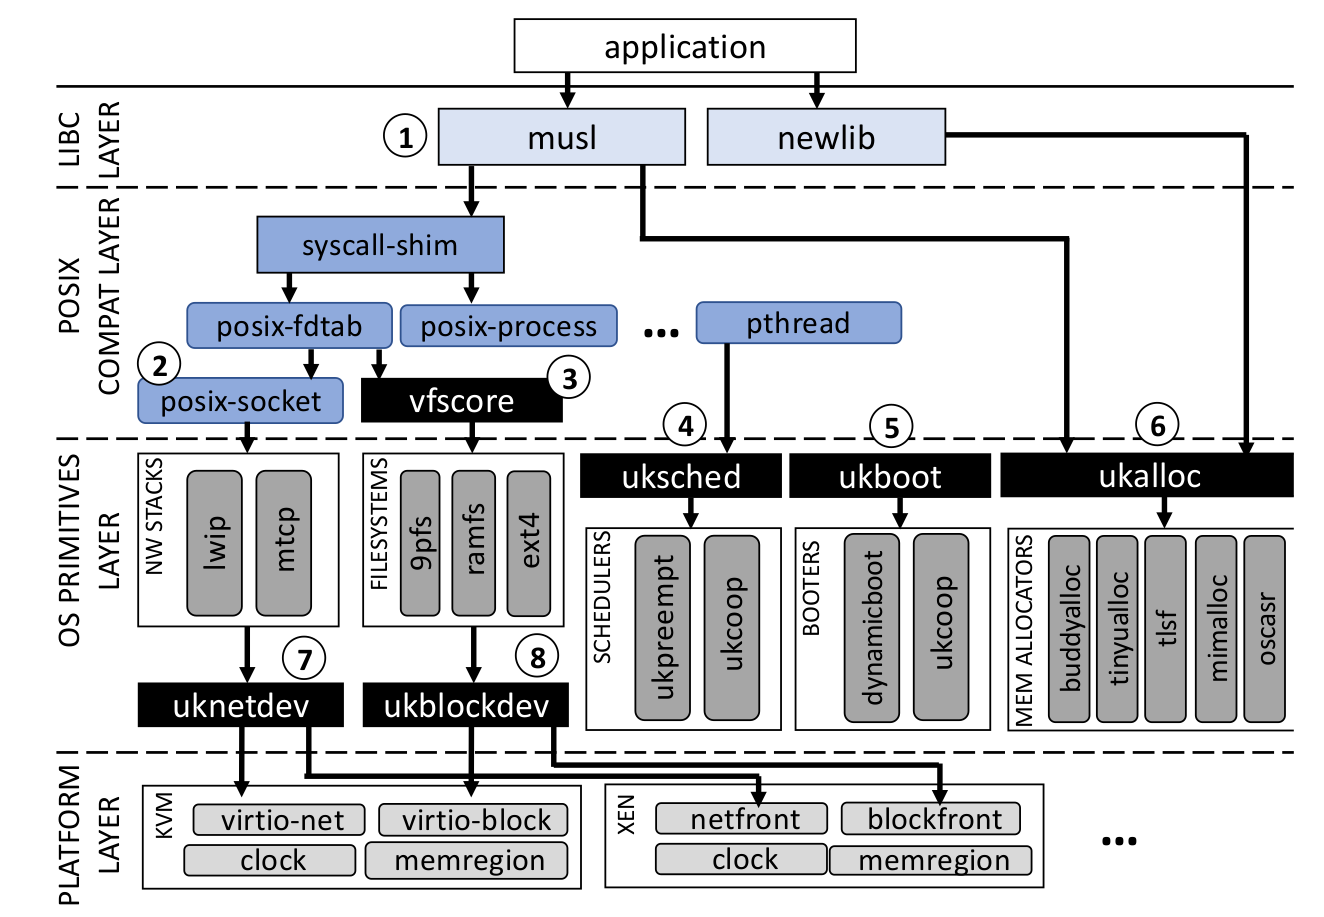 application
LIBC
LAYER
1
musl
newlib
POSIX
COMPAT LAYER
syscall-shim
posix-fdtab
posix-process
...
pthread
2
posix-socket
3
vfscore
4
5
6
OS PRIMITIVES
LAYER
NW STACKS
lwip
mtcp
FILESYSTEMS
9pfs
ramfs
ext4
uksched
ukboot
ukalloc
SCHEDULERS
ukpreempt
ukcoop
BOOTERS
dynamicboot
ukcoop
MEM ALLOCATORS
buddyalloc
tinyualloc
tlsf
mimalloc
oscasr
7
8
uknetdev
ukblockdev
PLATFORM
LAYER
KVM
virtio-net
virtio-block
clock
memregion
XEN
netfront
blockfront
clock
memregion
...